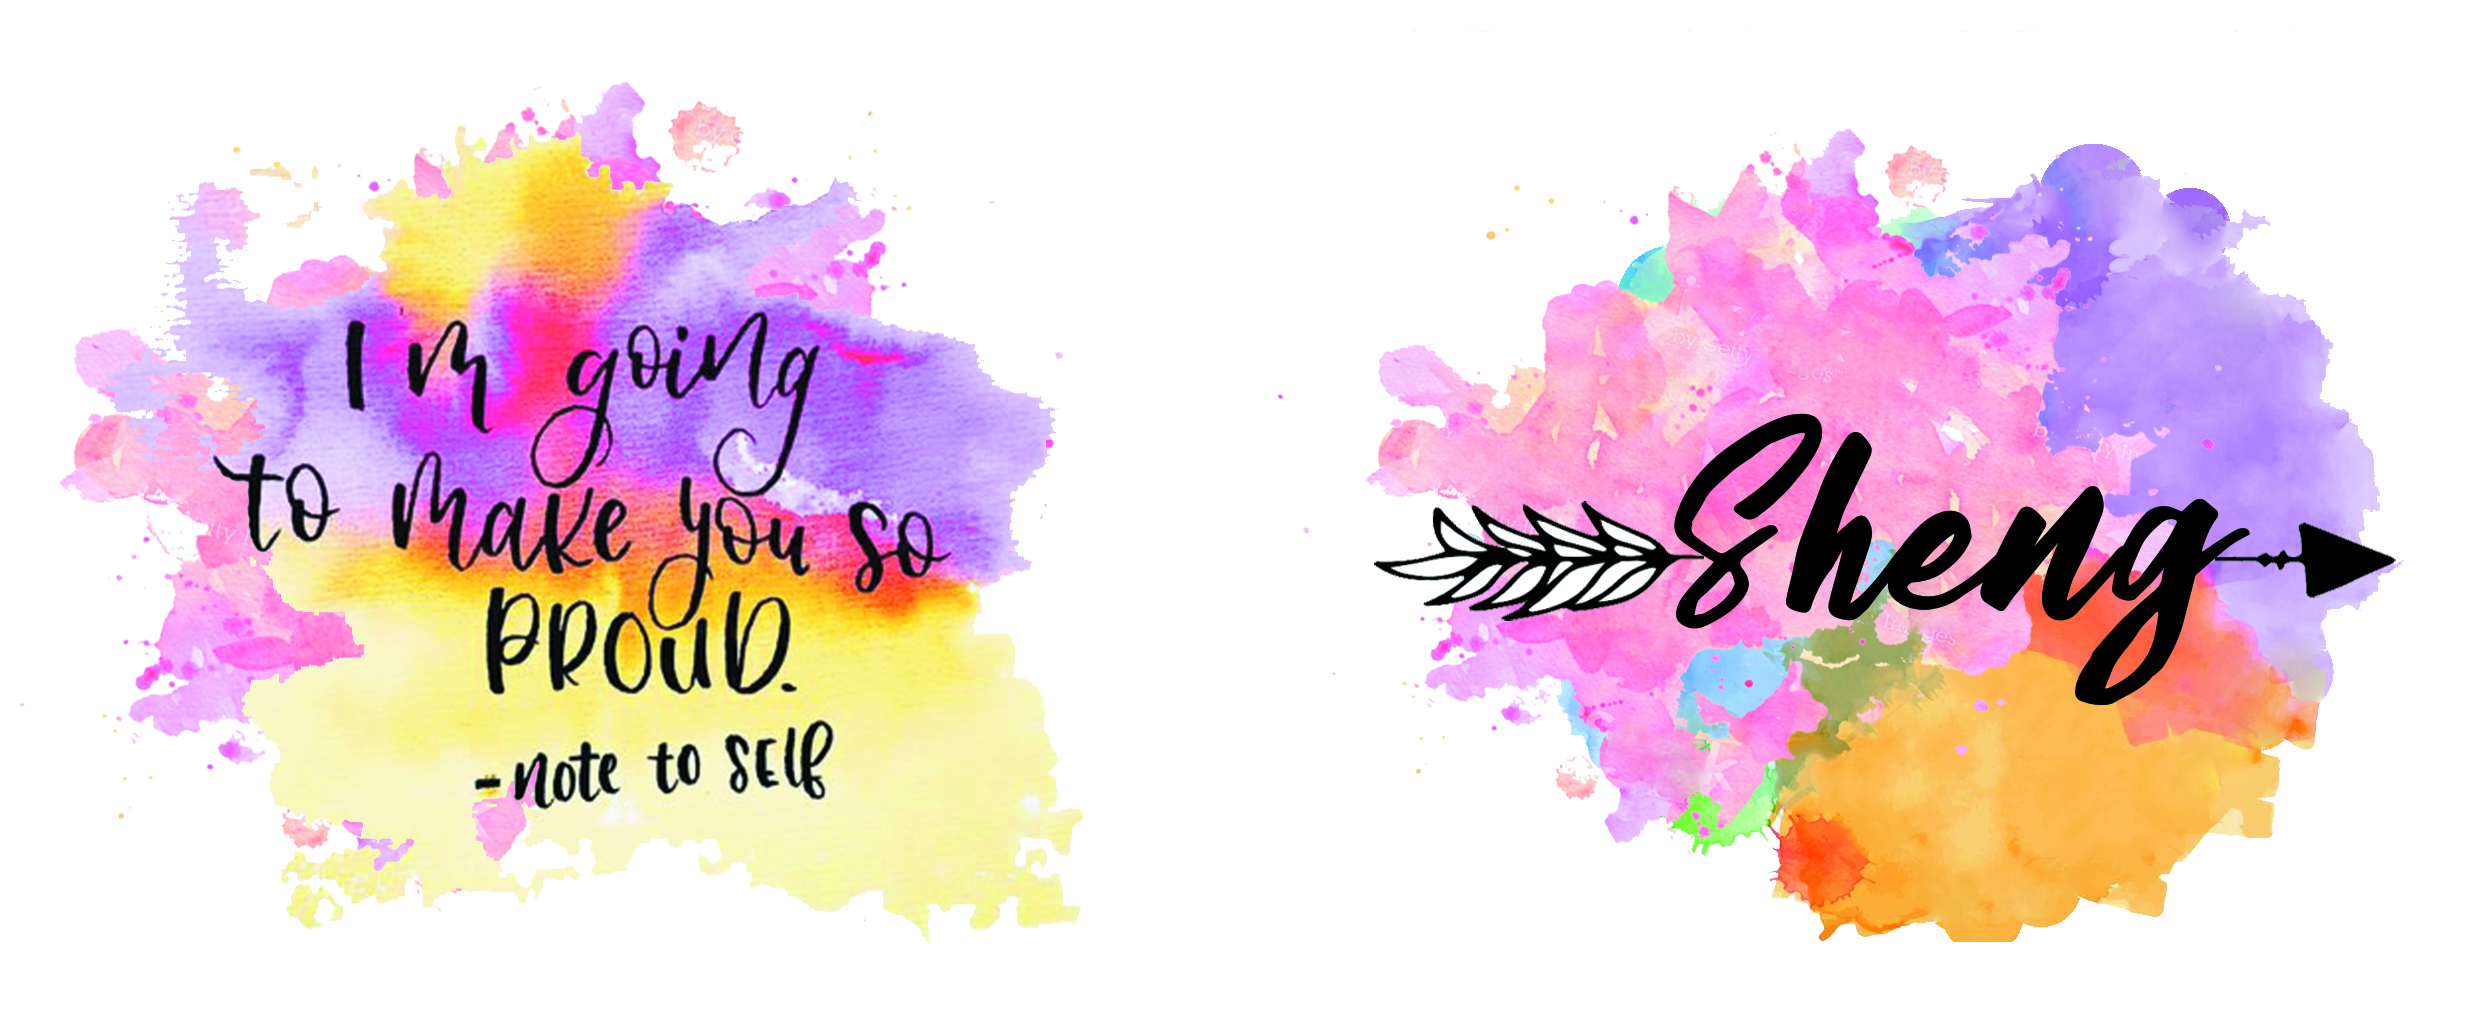 I'm going
to make you so
PROUD.
-note to self
Sheng